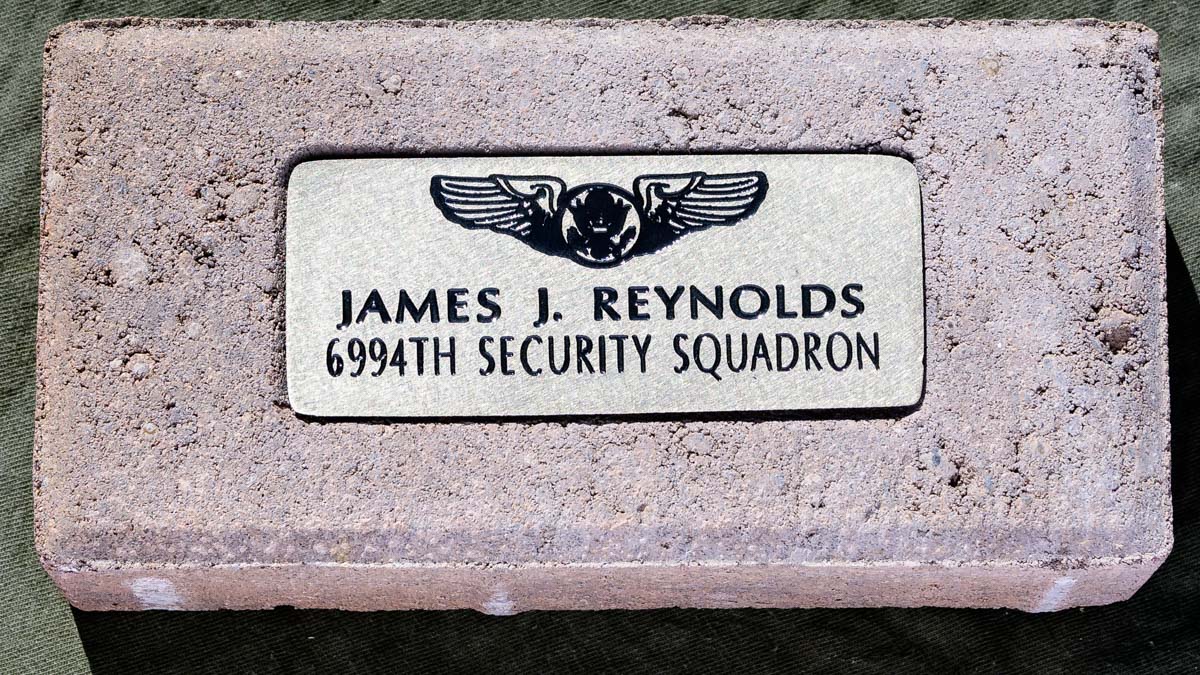 JAMES J. REYNOLDS
6994TH SECURITY SQUADRON